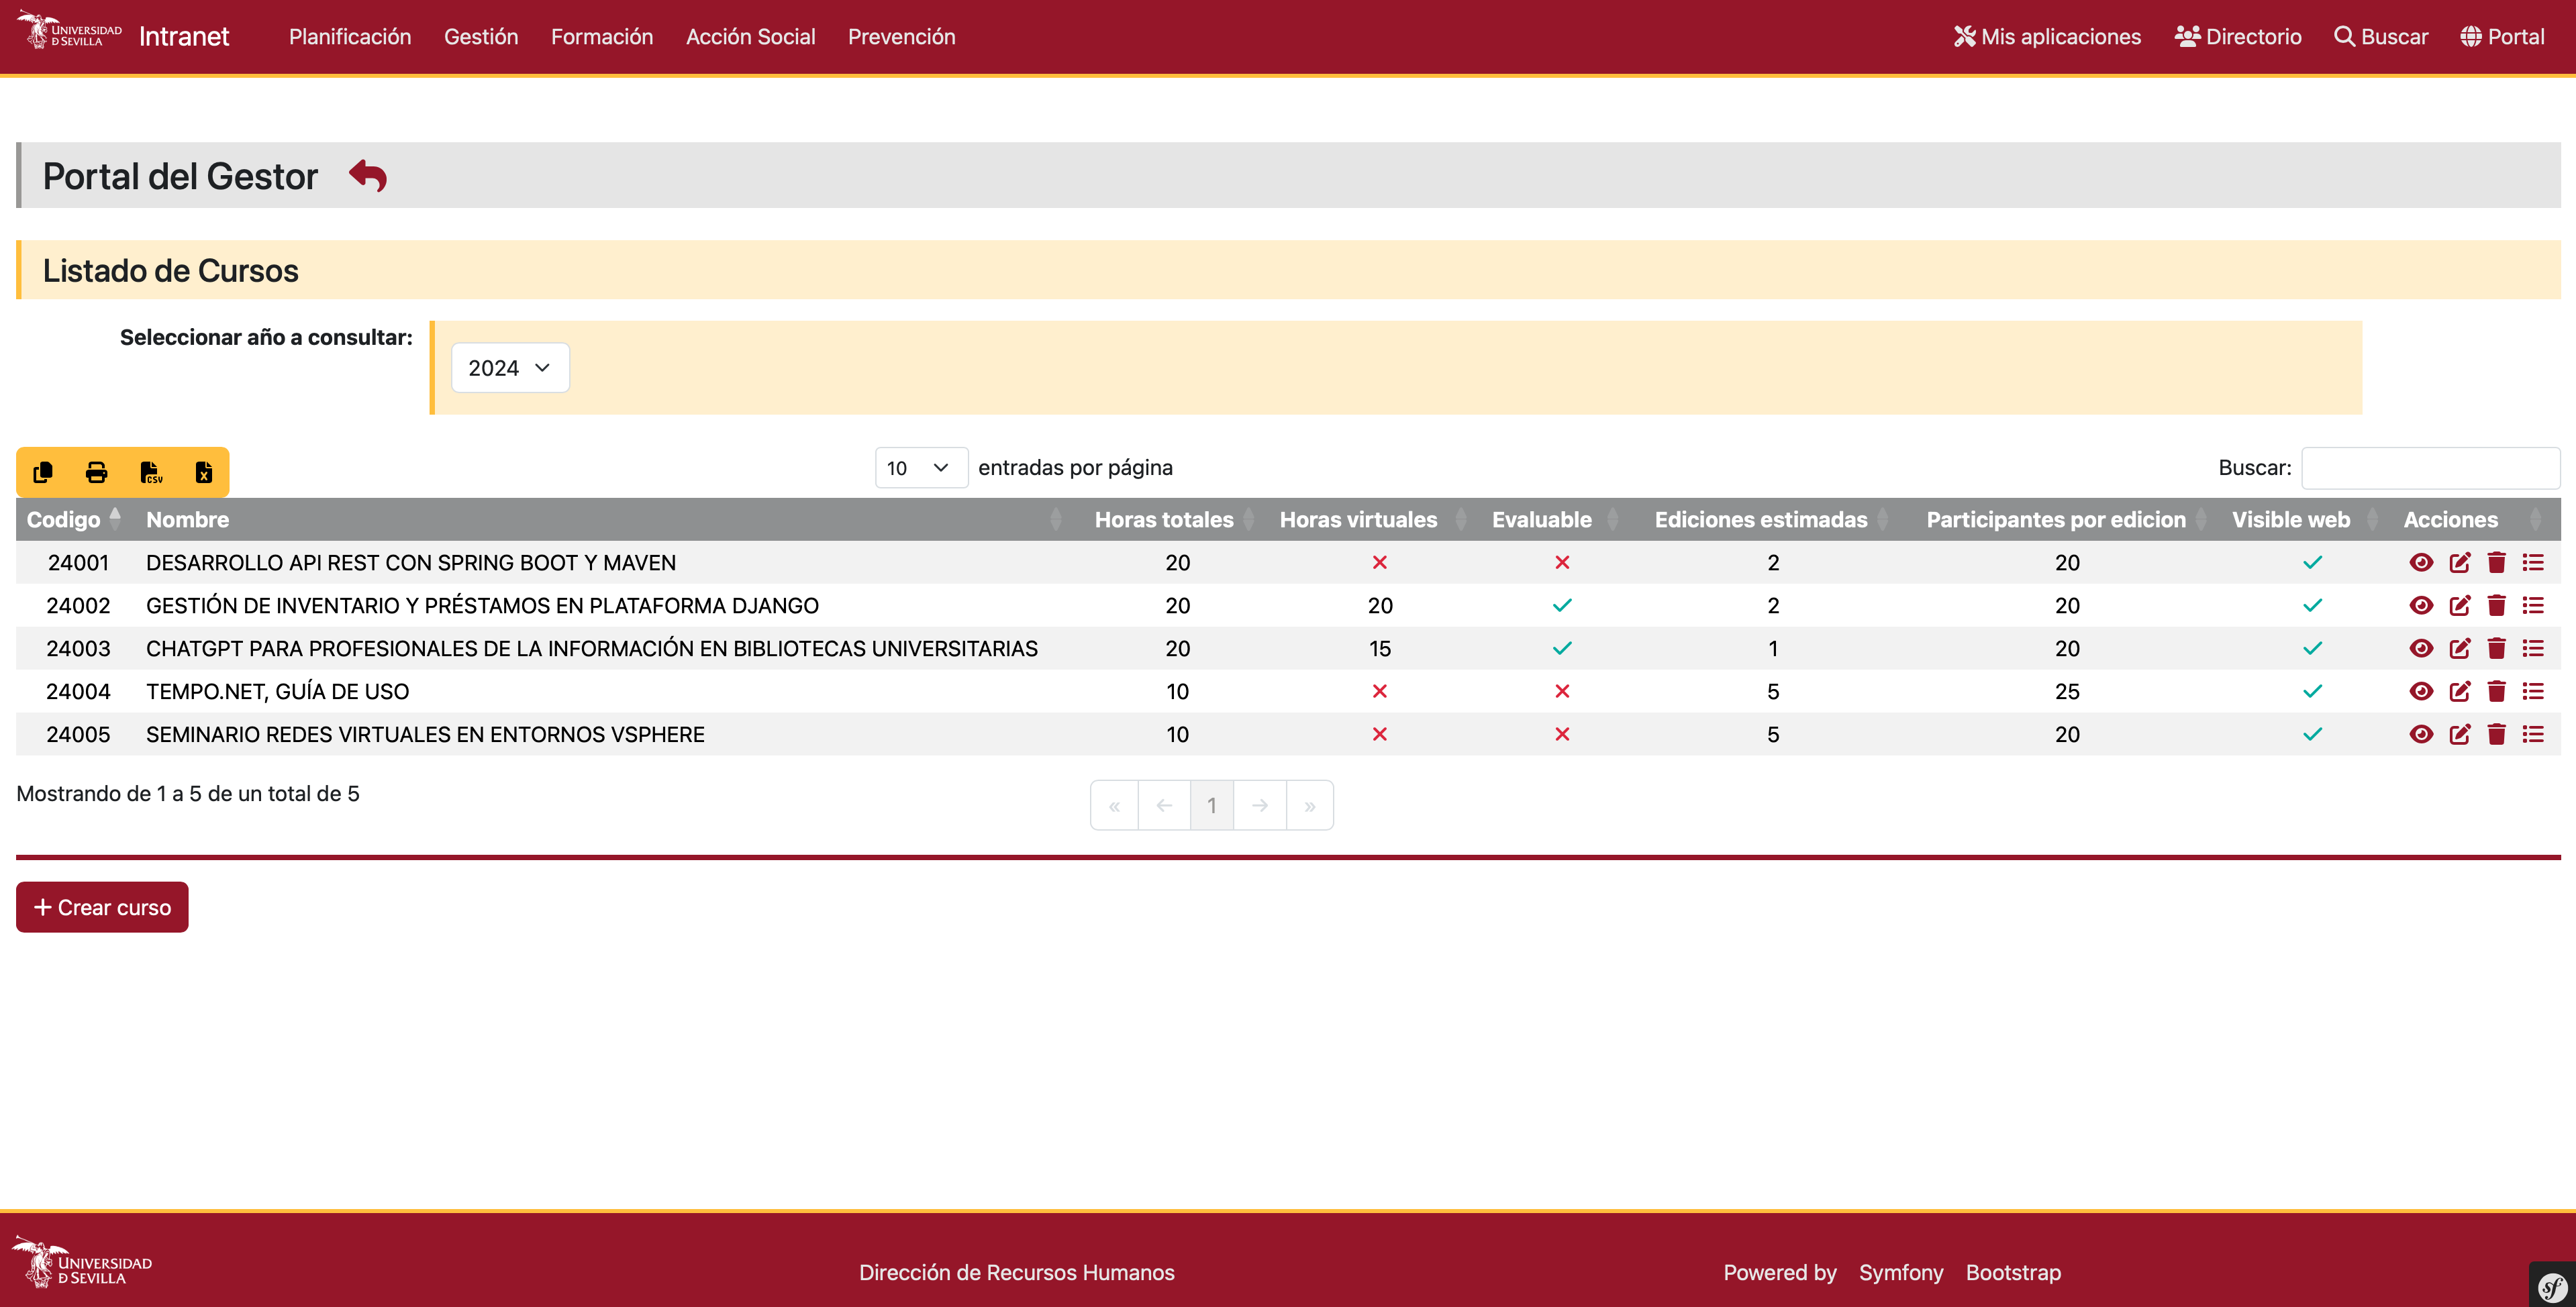 UNIVERSIDAD
D SEVILLA
Intranet Planificación Gestión Formación Acción Social Prevención Mis aplicaciones Directorio Buscar Portal
Portal del Gestor
Listado de Cursos
Seleccionar año a consultar: 2024
CSV X 10 entradas por página Buscar:
Codigo Nombre Horas totales Horas virtuales Evaluable Ediciones estimadas Participantes por edicion Visible web Acciones
24001 DESARROLLO API REST CON SPRING BOOT Y MAVEN 20 2 20
24002 GESTIÓN DE INVENTARIO Y PRÉSTAMOS EN PLATAFORMA DJANGO 20 20 2 20
24003 CHATGPT PARA PROFESIONALES DE LA INFORMACIÓN EN BIBLIOTECAS UNIVERSITARIAS 20 15 1 20
24004 TEMPO.NET, GUÍA DE USO 10 5 25
24005 SEMINARIO REDES VIRTUALES EN ENTORNOS VSPHERE 10 5 20
Mostrando de 1 a 5 de un total de 5
« ← 1 → »
+ Crear curso
UNIVERSIDAD
D SEVILLA
Dirección de Recursos Humanos Powered by Symfony Bootstrap
sf